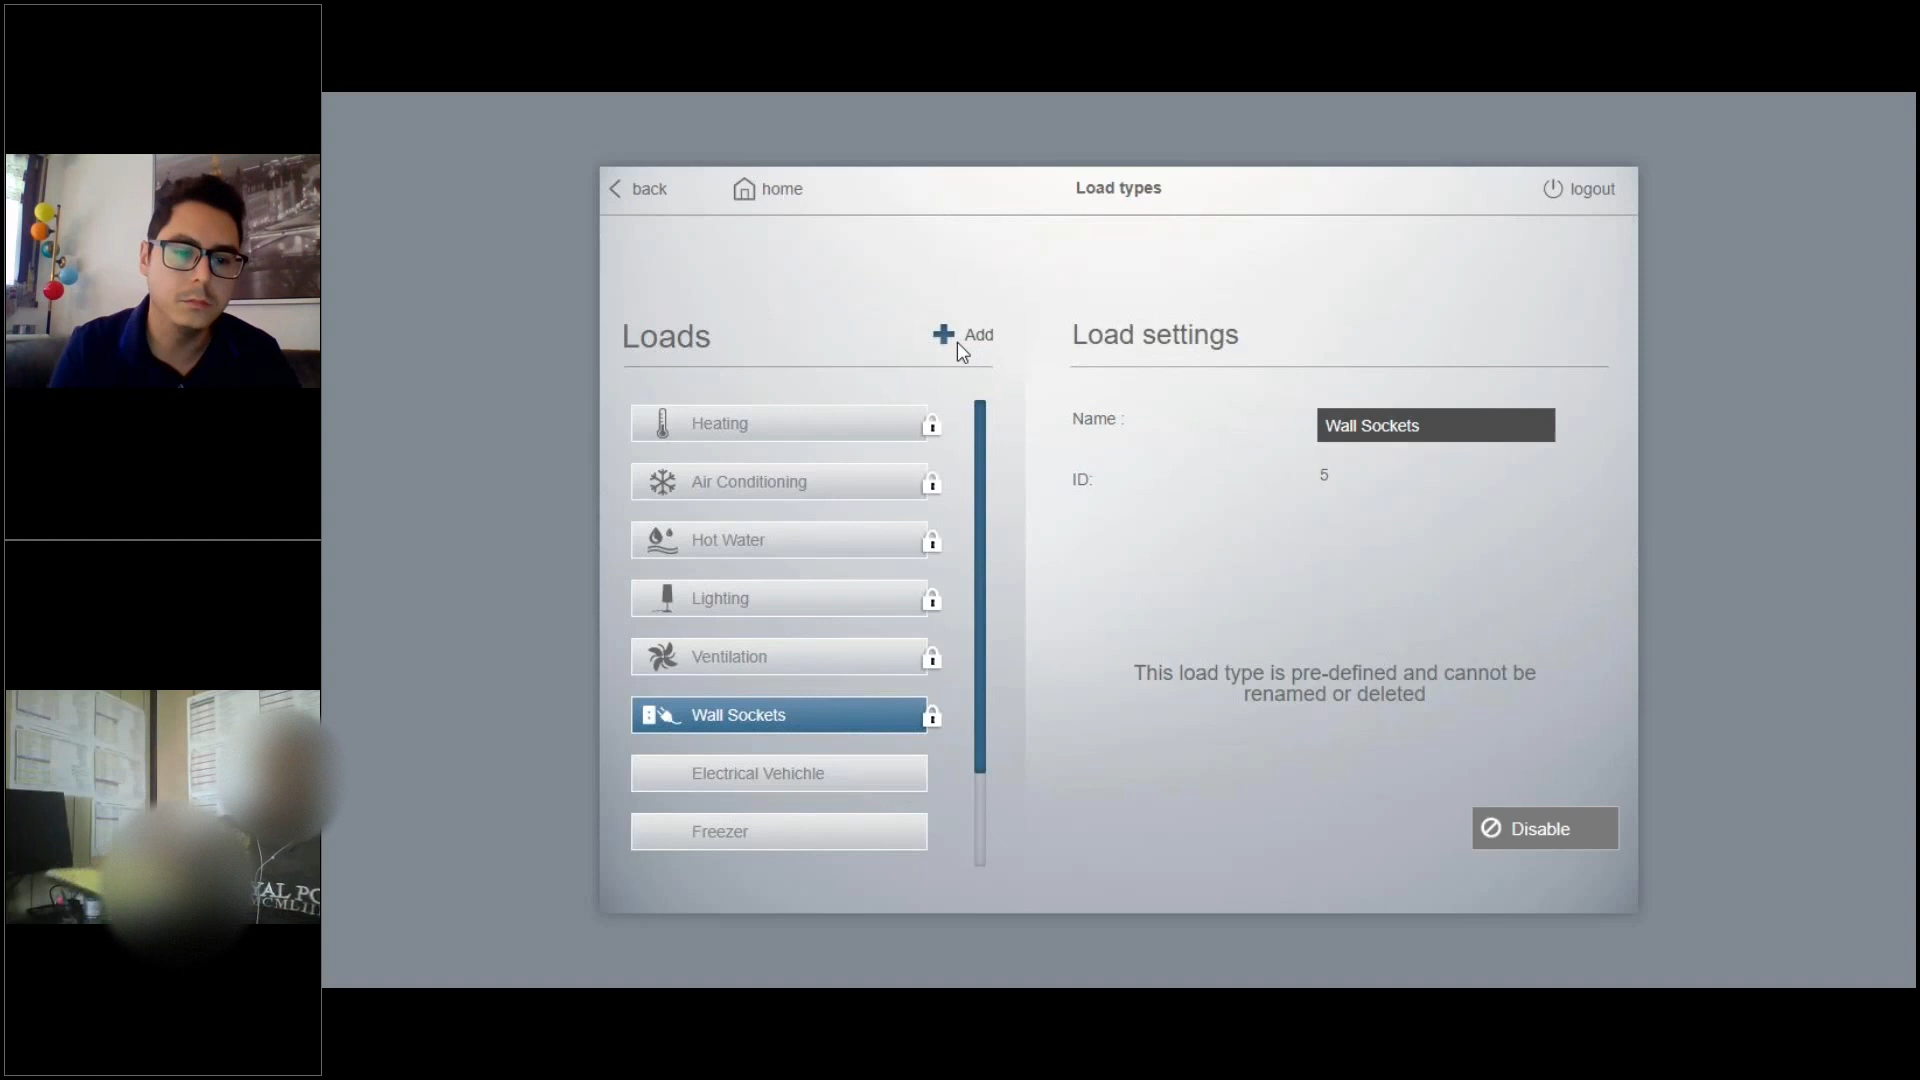 back
home
Load types
logout
Loads
Add
Load settings
Heating
Air Conditioning
Hot Water
Lighting
Ventilation
Wall Sockets
Electrical Vehichle
Freezer
Name :
Wall Sockets
ID:
5
This load type is pre-defined and cannot be
renamed or deleted
Disable